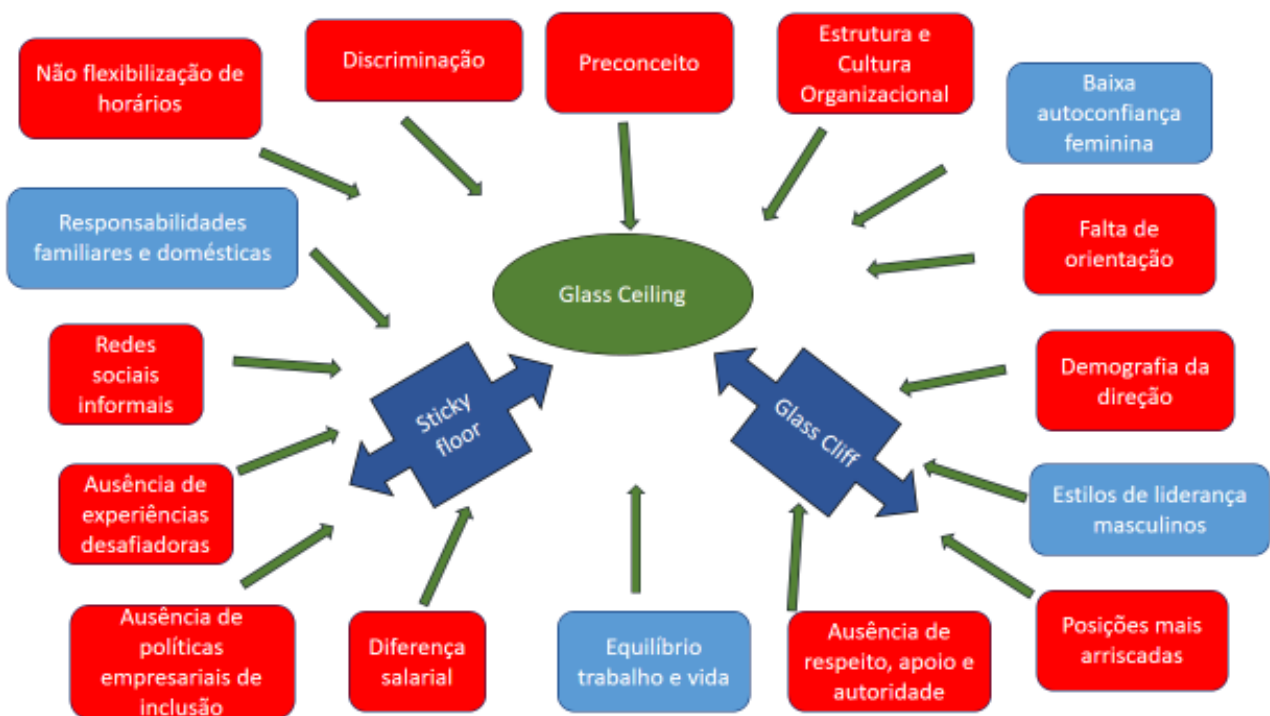 Não flexibilização de
horários
Discriminação
Preconceito
Estrutura e
Cultura
Organizacional
Baixa
autoconfiança
feminina
Responsabilidades
familiares e domésticas
Falta de
orientação
Glass Ceiling
Redes
sociais
informais
Sticky
floor
Glass Cliff
Demografia da
direção
Ausência de
experiências
desafiadoras
Estilos de liderança
masculinos
Ausência de
políticas
empresariais de
inclusão
Diferença
salarial
Equilíbrio
trabalho e vida
Ausência de
respeito, apoio e
autoridade
Posições mais
arriscadas